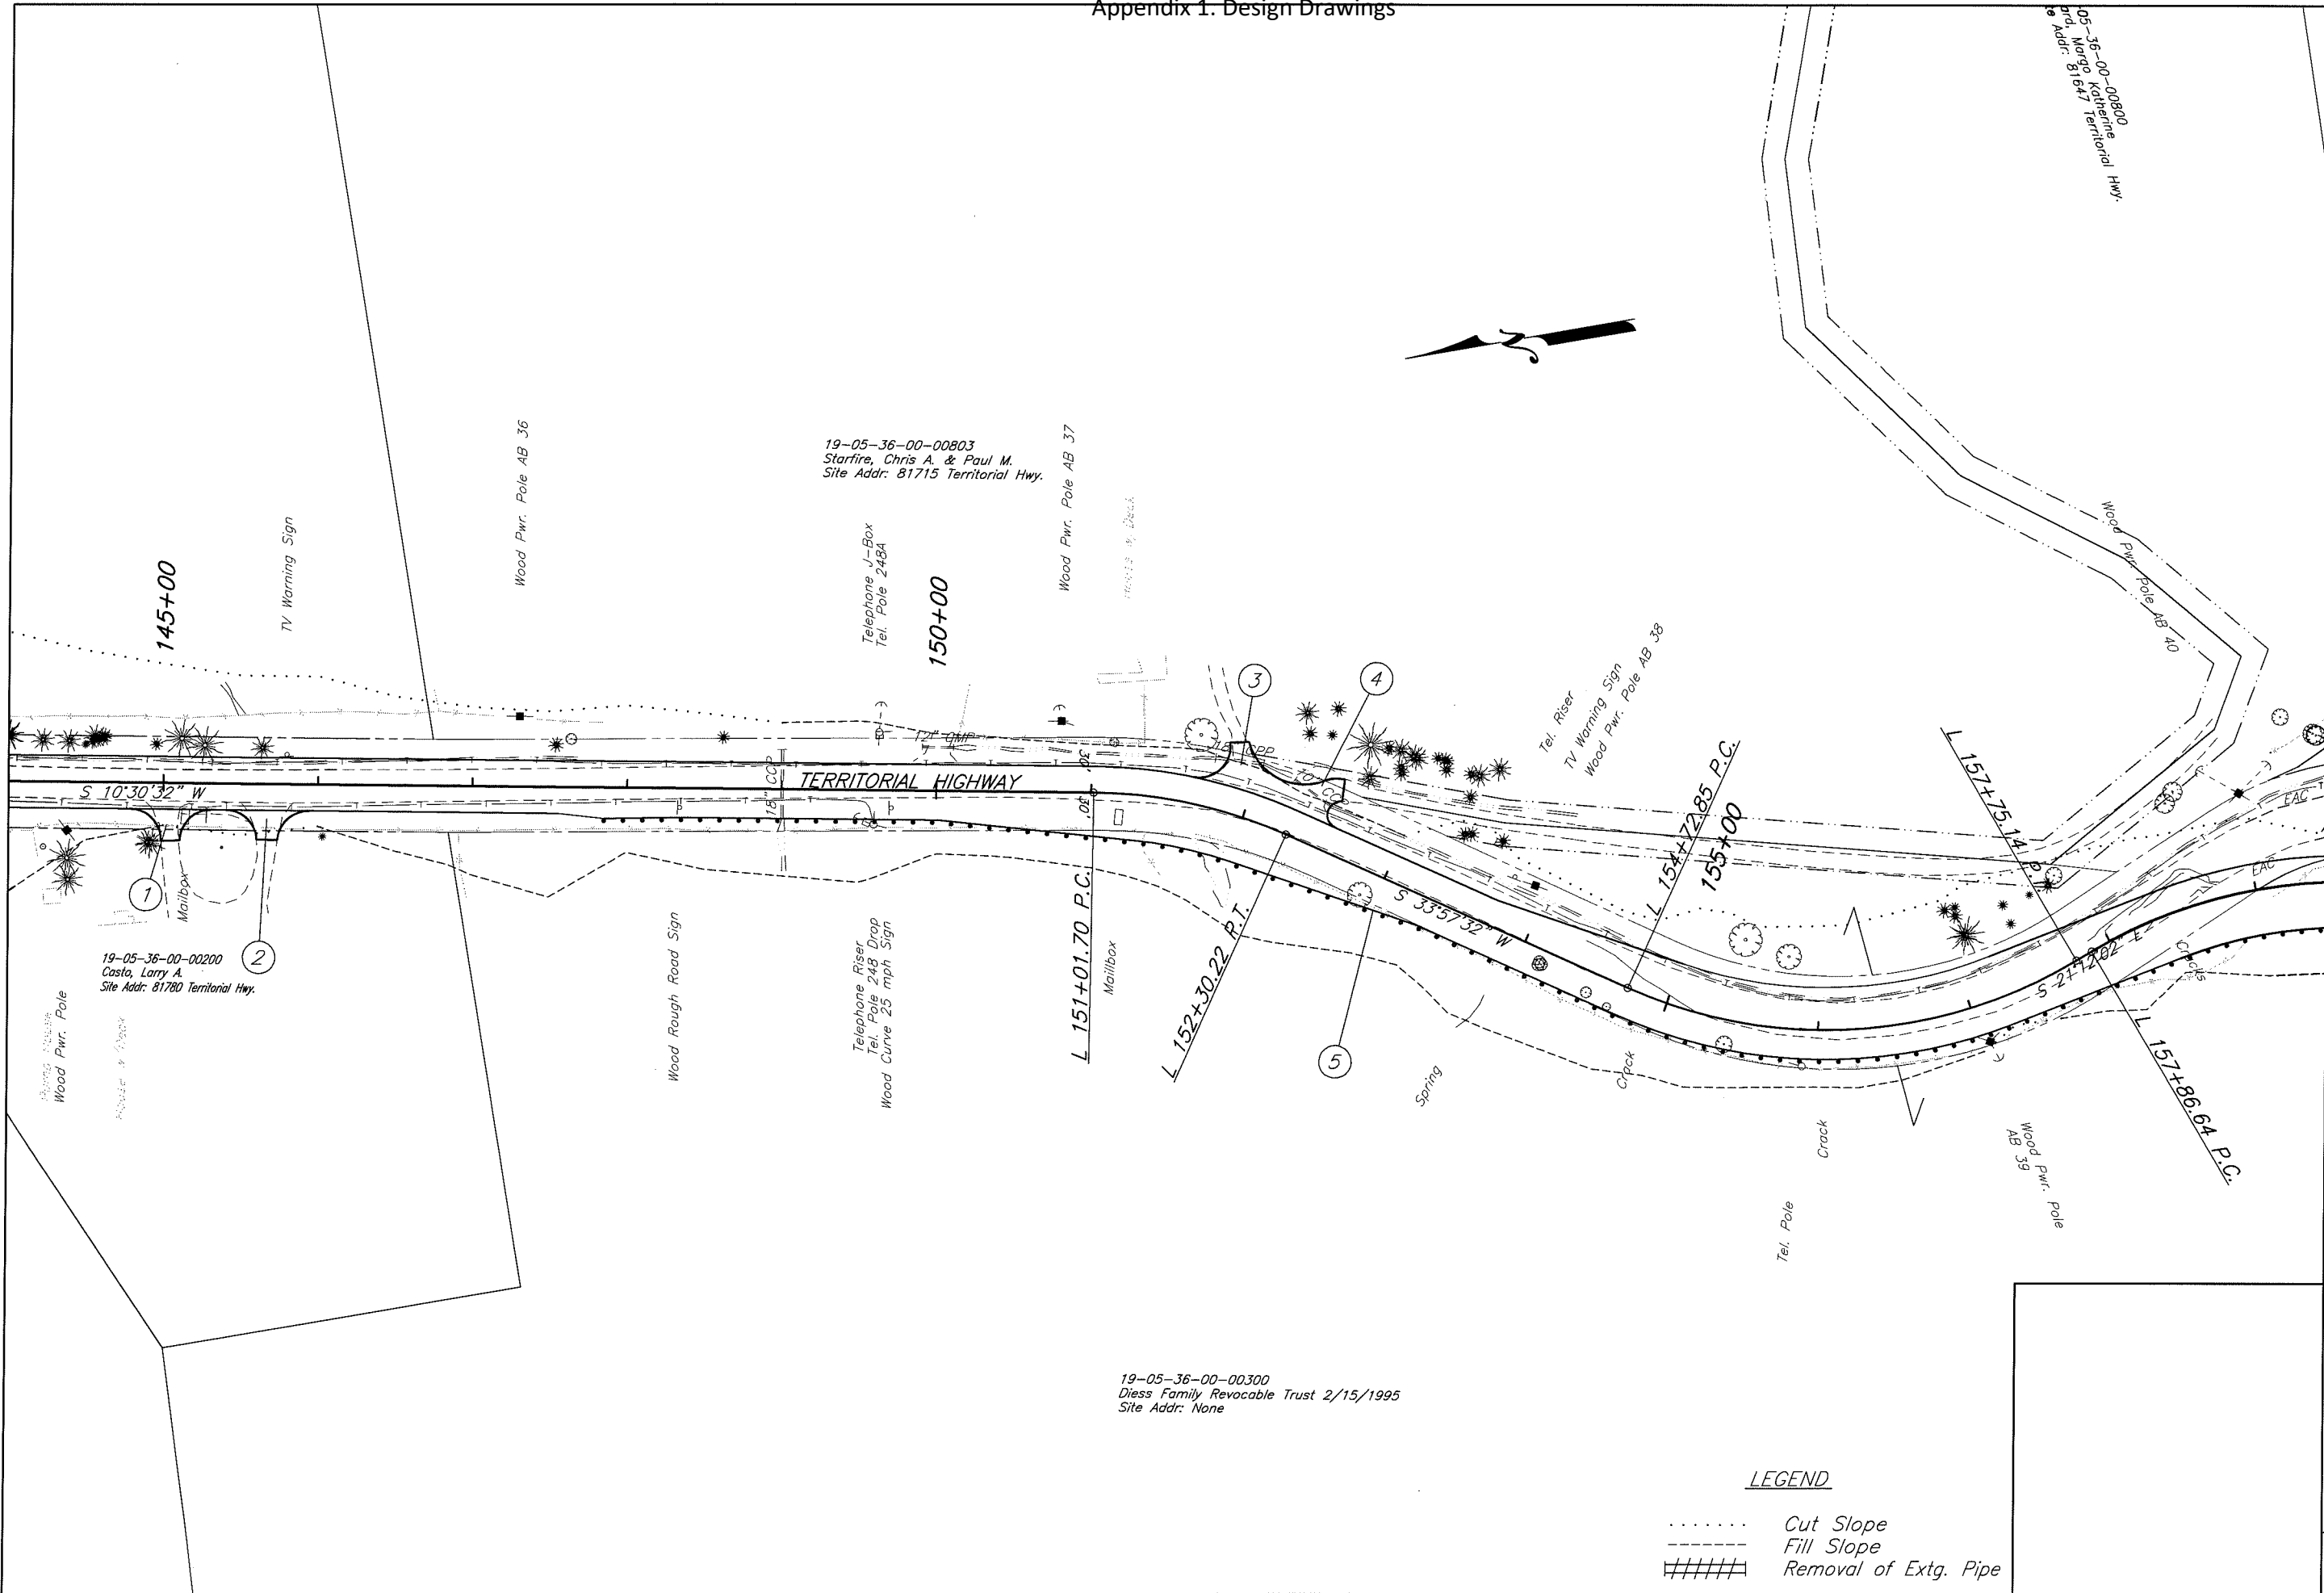 Appendix 1. Design Drawings
05-36-00-00800
ard, Margo Katherine
te Addr: 81647 Territorial Hwy.
19-05-36-00-00803
Starfire, Chris A. & Paul M.
Site Addr: 81715 Territorial Hwy.
145+00
TV Warning Sign
Wood Pwr. Pole AB 36
Telephone J-Box
Tel. Pole 248A
150+00
Wood Pwr. Pole AB 37
3
4
Tel. Riser
TV Warning Sign
Wood Pwr. Pole AB 38
Wood Pwr. Pole AB 40
L 154+72.85 P.C.
155+00
L 157+75.14 P.T.
12" CMP
18" CCP
TERRITORIAL HIGHWAY
S 10°30'32" W
30'
30'
EAC
EAC
S 33°57'32" W
S 21°12'02" E
Cracks
1
2
Mailbox
19-05-36-00-00200
Casto, Larry A.
Site Addr: 81780 Territorial Hwy.
Wood Pwr. Pole
Wood Rough Road Sign
Telephone Riser
Tel. Pole 248 Drop
Wood Curve 25 mph Sign
L 151+01.70 P.C.
Maillbox
L 152+30.22 P.T.
5
Spring
Crack
Crack
Tel. Pole
Wood Pwr. Pole
AB 39
L 157+86.64 P.C.
19-05-36-00-00300
Diess Family Revocable Trust 2/15/1995
Site Addr: None
LEGEND
Cut Slope
Fill Slope
Removal of Extg. Pipe